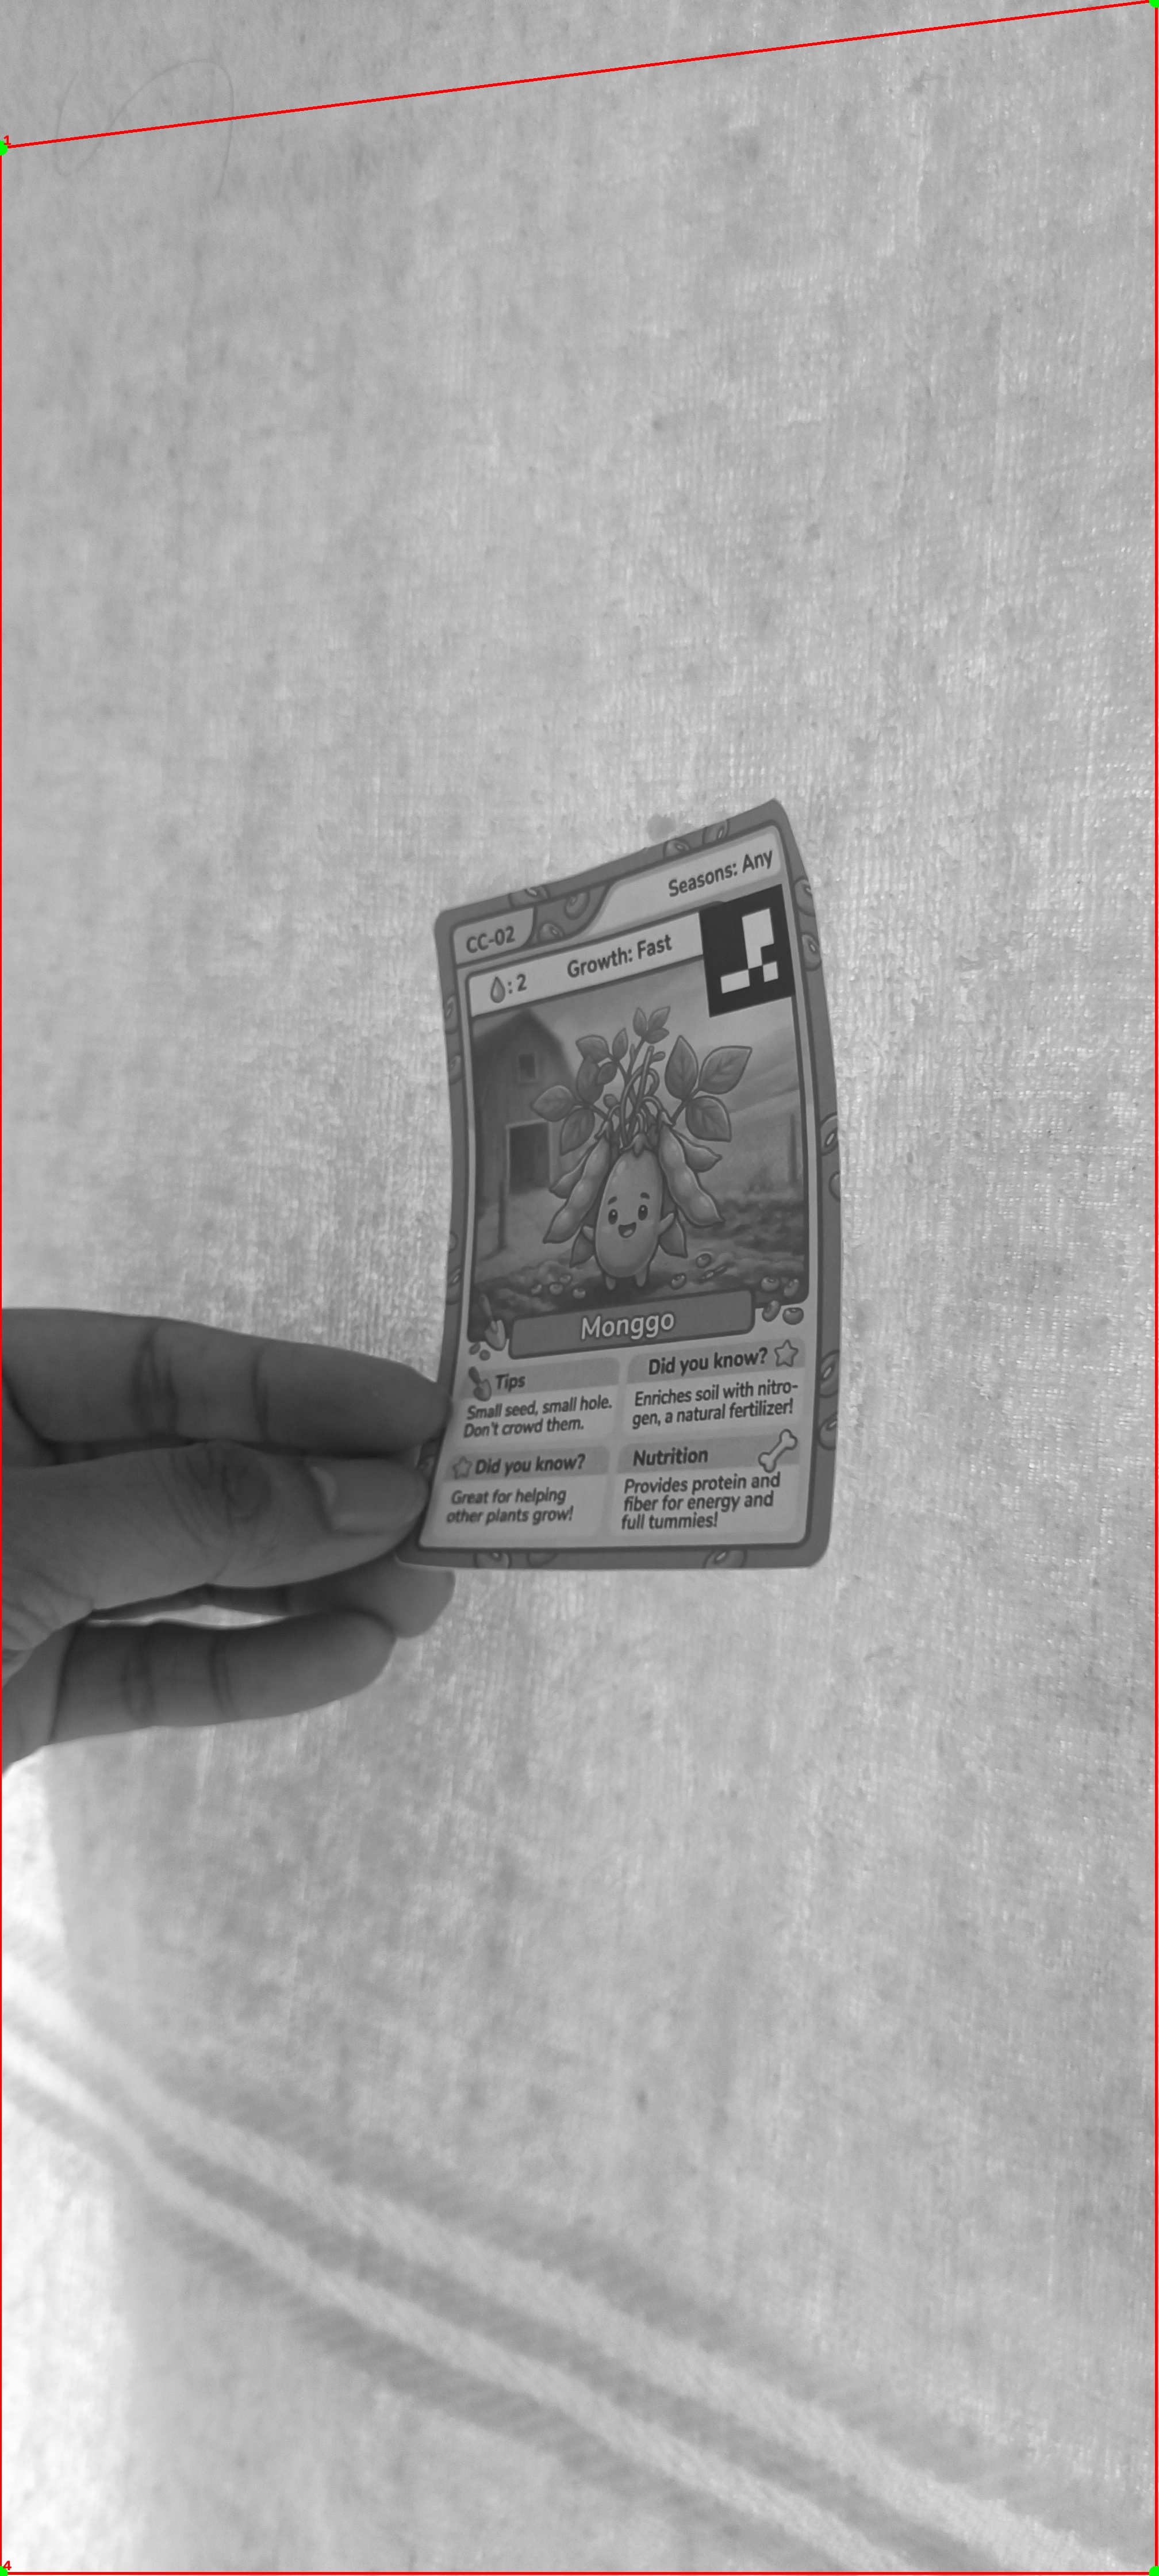 Seasons: Any
CC-02
: 2 Growth: Fast
Monggo
Tips
Small seed, small hole.
Don't crowd them.
Did you know?
Enriches soil with nitro-
gen, a natural fertilizer!
Did you know?
Great for helping
other plants grow!
Nutrition
Provides protein and
fiber for energy and
full tummies!
1
4